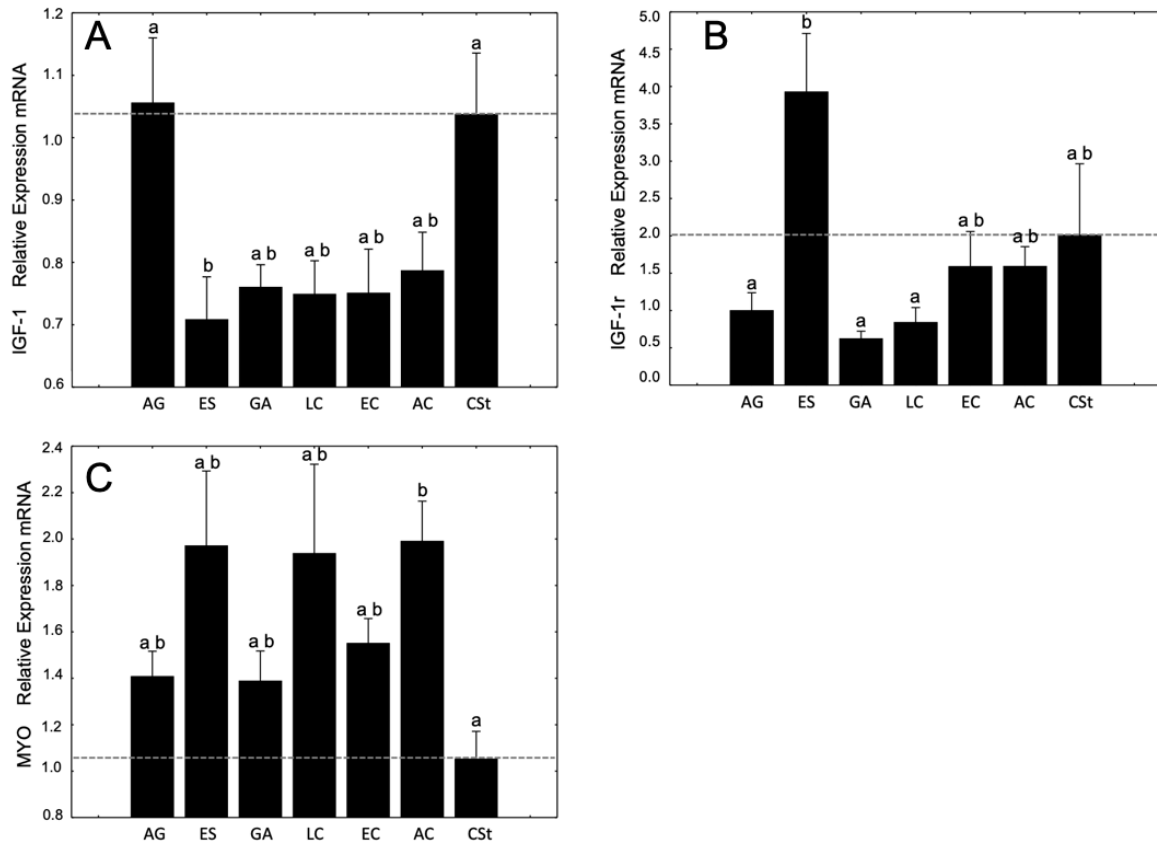 A
IGF-1 Relative Expression mRNA
1.2
1.1
1.0
0.9
0.8
0.7
0.6
a b a b a b a b a b a
AG ES GA LC EC AC CSt
B
IGF-1r Relative Expression mRNA
5.0
4.5
4.0
3.5
3.0
2.5
2.0
1.5
1.0
0.5
0.0
a b a a a b a b a b
AG ES GA LC EC AC CSt
C
MYO Relative Expression mRNA
2.4
2.2
2.0
1.8
1.6
1.4
1.2
1.0
0.8
a b a b a b a b a b b a
AG ES GA LC EC AC CSt